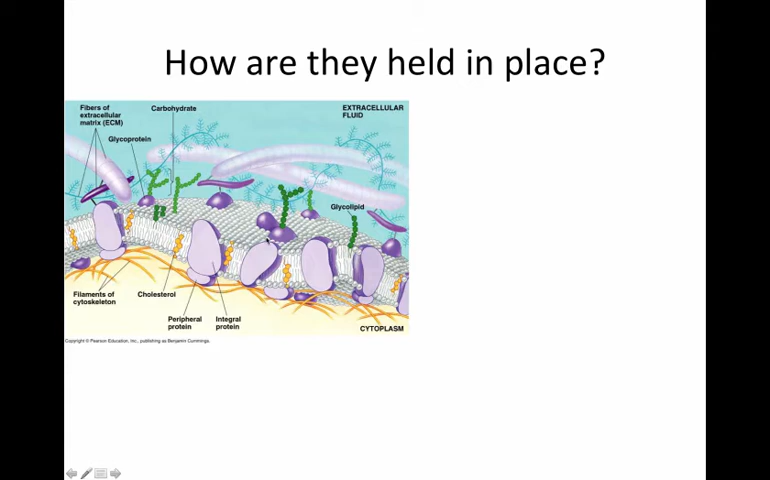 How are they held in place?
Fibers of
extracellular
matrix (ECM)
Carbohydrate
EXTRACELLULAR
FLUID
Glycoprotein
Glycolipid
Filaments of
cytoskeleton
Cholesterol
Peripheral
protein
Integral
protein
CYTOPLASM
Copyright © Pearson Education, Inc., publishing as Benjamin Cummings.